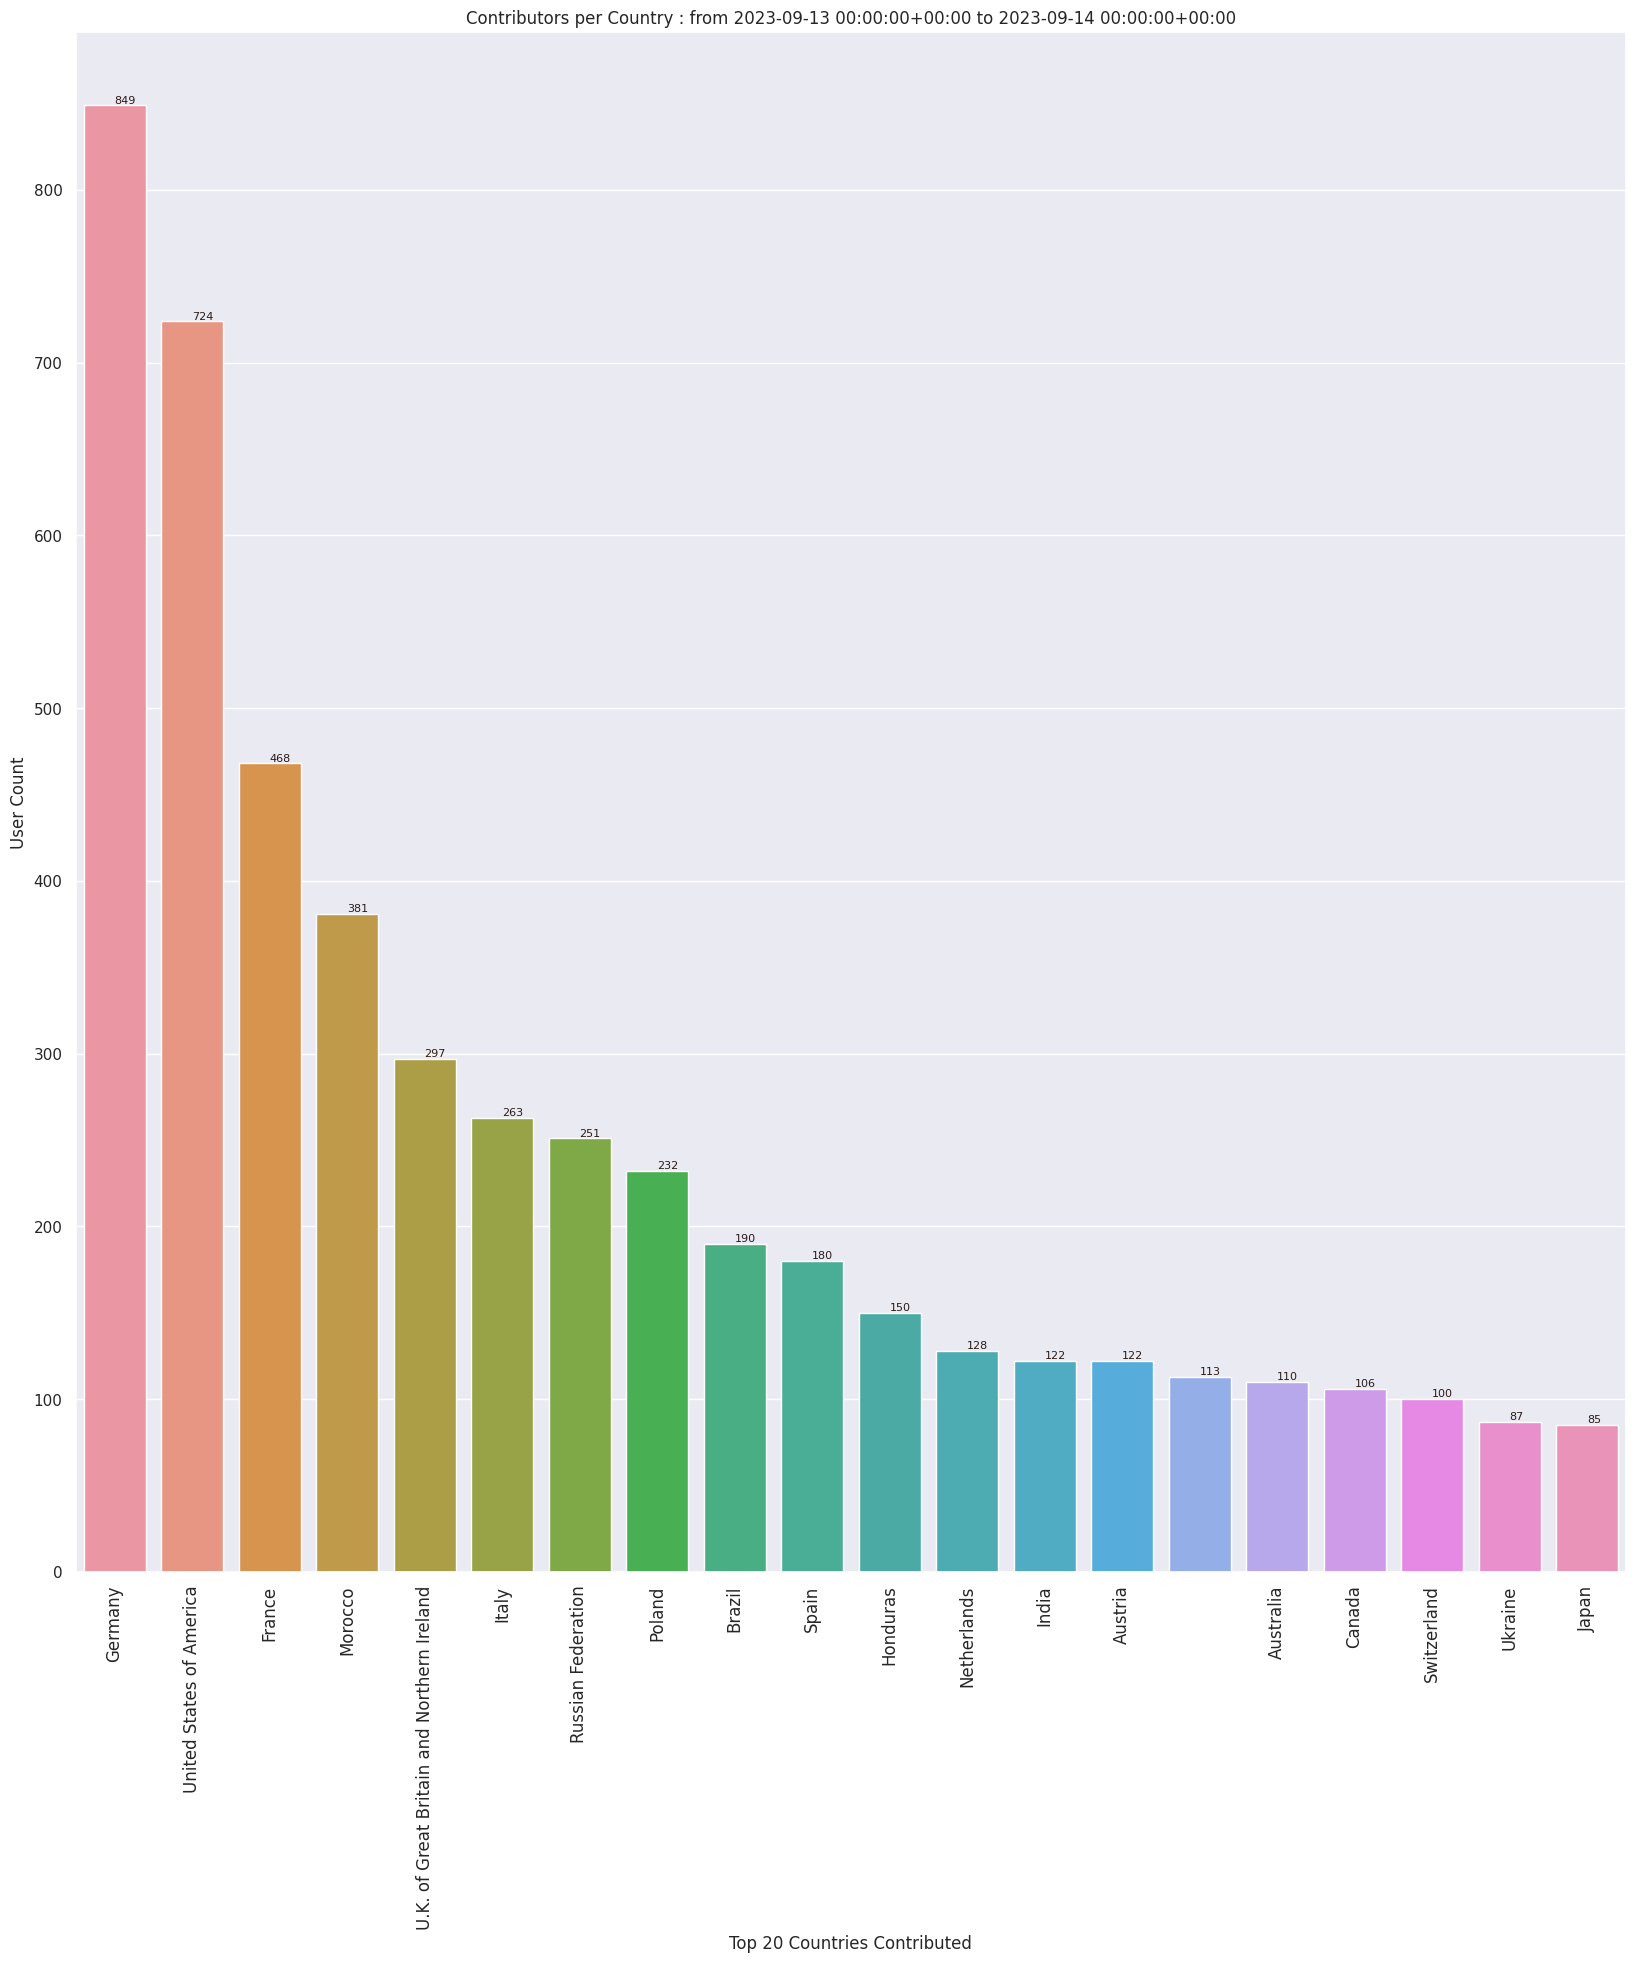 Contributors per Country : from 2023-09-13 00:00:00+00:00 to 2023-09-14 00:00:00+00:00
User Count
800
700
600
500
400
300
200
100
0
849
724
468
381
297
263
251
232
190
180
150
128
122
122
113
110
106
100
87
85
Germany
United States of America
France
Morocco
U.K. of Great Britain and Northern Ireland
Italy
Russian Federation
Poland
Brazil
Spain
Honduras
Netherlands
India
Austria
Australia
Canada
Switzerland
Ukraine
Japan
Top 20 Countries Contributed